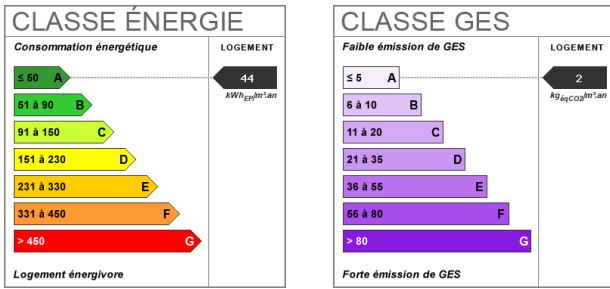 CLASSE ÉNERGIE
Consommation énergétique
LOGEMENT
≤ 50 A
44
kWhEP/m².an
51 à 90 B
91 à 150 C
151 à 230 D
231 à 330 E
331 à 450 F
> 450 G
Logement énergivore
CLASSE GES
Faible émission de GES
LOGEMENT
≤ 5 A
2
kgéqCO2/m².an
6 à 10 B
11 à 20 C
21 à 35 D
36 à 55 E
56 à 80 F
> 80 G
Forte émission de GES